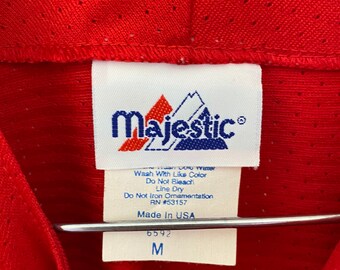 Majestic®
Wash With Like Color
Do Not Bleach
Line Dry
Do Not Iron Ornamentation
RN #53157
Made In USA
6592
M